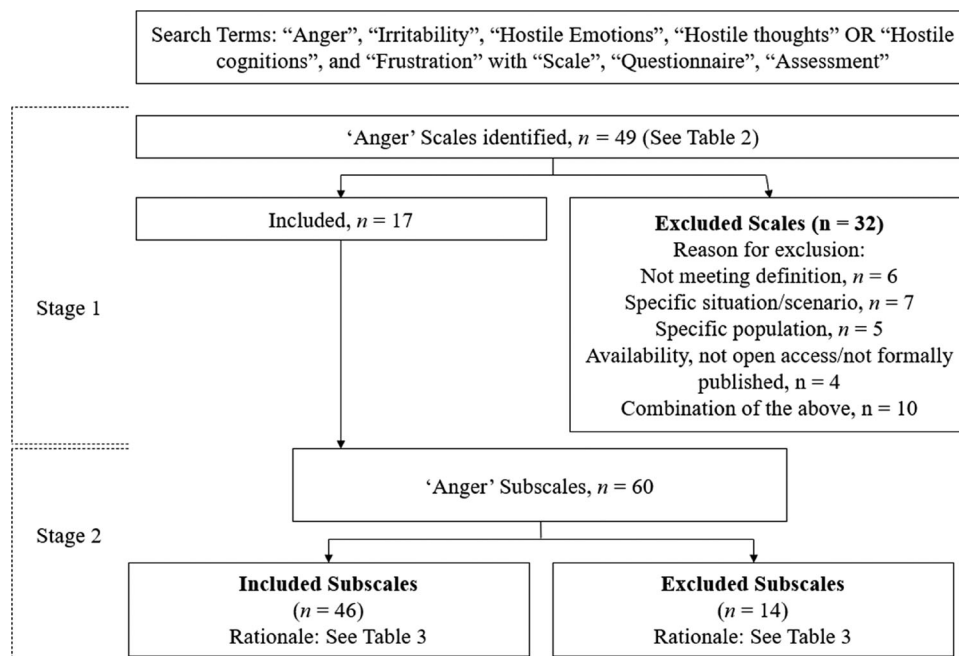 Search Terms: “Anger”, “Irritability”, “Hostile Emotions”, “Hostile thoughts” OR “Hostile
cognitions”, and “Frustration” with “Scale”, “Questionnaire”, “Assessment”
Stage 1
‘Anger’ Scales identified, n = 49 (See Table 2)
Included, n = 17
Excluded Scales (n = 32)
Reason for exclusion:
Not meeting definition, n = 6
Specific situation/scenario, n = 7
Specific population, n = 5
Availability, not open access/not formally
published, n = 4
Combination of the above, n = 10
Stage 2
‘Anger’ Subscales, n = 60
Included Subscales
(n = 46)
Rationale: See Table 3
Excluded Subscales
(n = 14)
Rationale: See Table 3